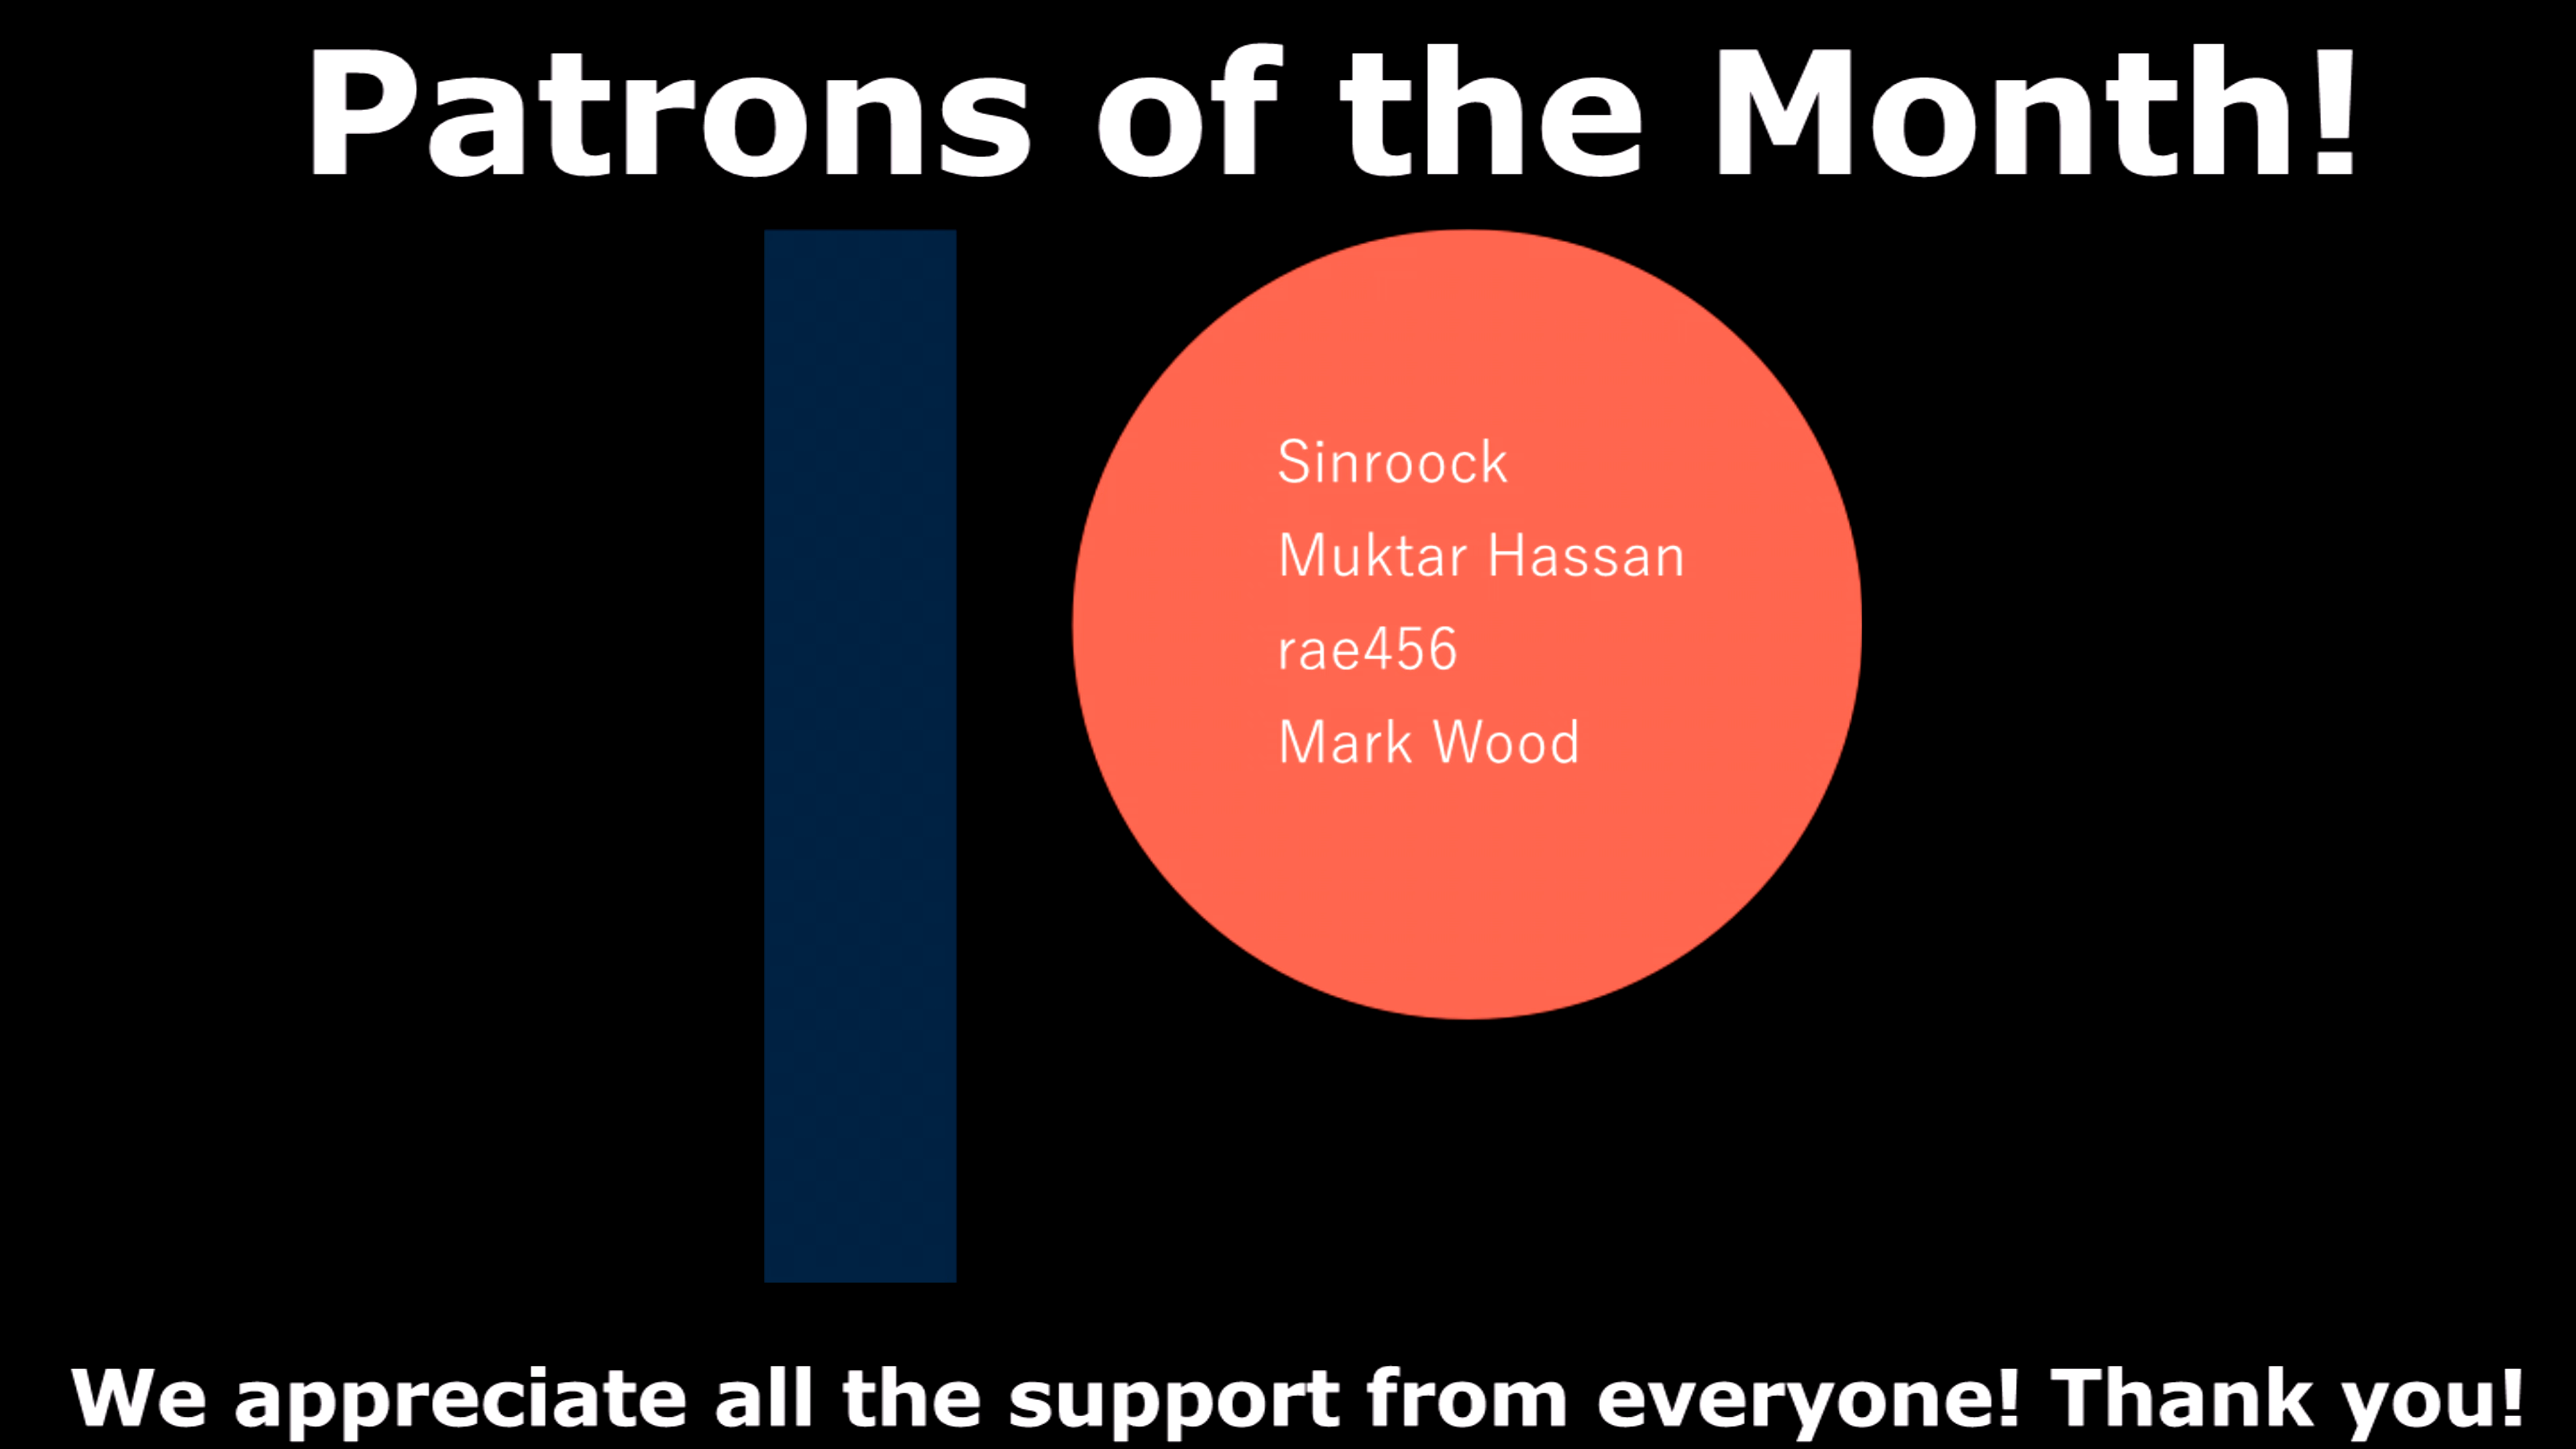 Patrons of the Month!
Sinroock
Muktar Hassan
rae456
Mark Wood
We appreciate all the support from everyone! Thank you!